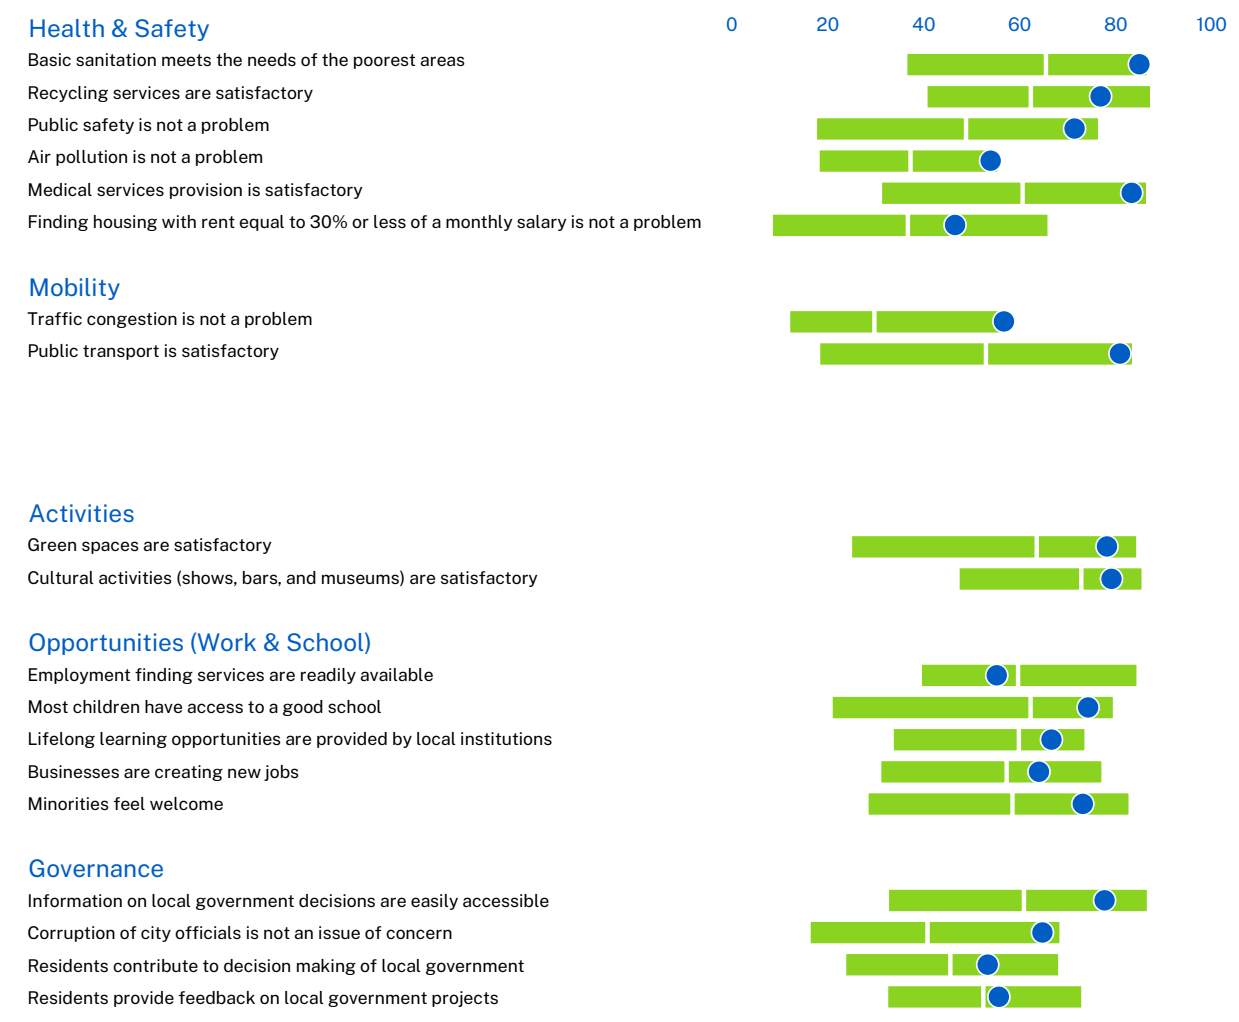 Health & Safety 0 20 40 60 80 100
Basic sanitation meets the needs of the poorest areas
Recycling services are satisfactory
Public safety is not a problem
Air pollution is not a problem
Medical services provision is satisfactory
Finding housing with rent equal to 30% or less of a monthly salary is not a problem
Mobility
Traffic congestion is not a problem
Public transport is satisfactory
Activities
Green spaces are satisfactory
Cultural activities (shows, bars, and museums) are satisfactory
Opportunities (Work & School)
Employment finding services are readily available
Most children have access to a good school
Lifelong learning opportunities are provided by local institutions
Businesses are creating new jobs
Minorities feel welcome
Governance
Information on local government decisions are easily accessible
Corruption of city officials is not an issue of concern
Residents contribute to decision making of local government
Residents provide feedback on local government projects